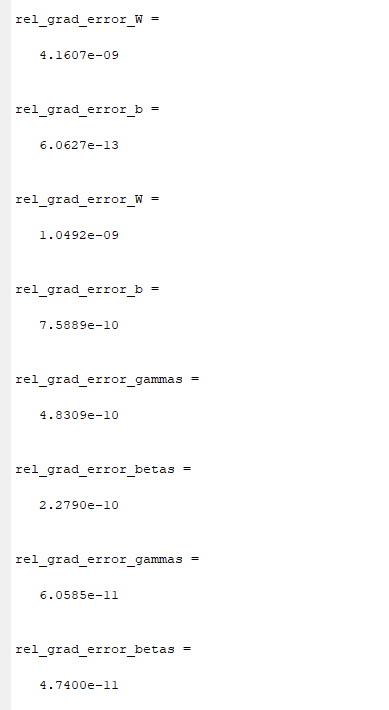 rel_grad_error_W =
4.1607e-09
rel_grad_error_b =
6.0627e-13
rel_grad_error_W =
1.0492e-09
rel_grad_error_b =
7.5889e-10
rel_grad_error_gammas =
4.8309e-10
rel_grad_error_betas =
2.2790e-10
rel_grad_error_gammas =
6.0585e-11
rel_grad_error_betas =
4.7400e-11